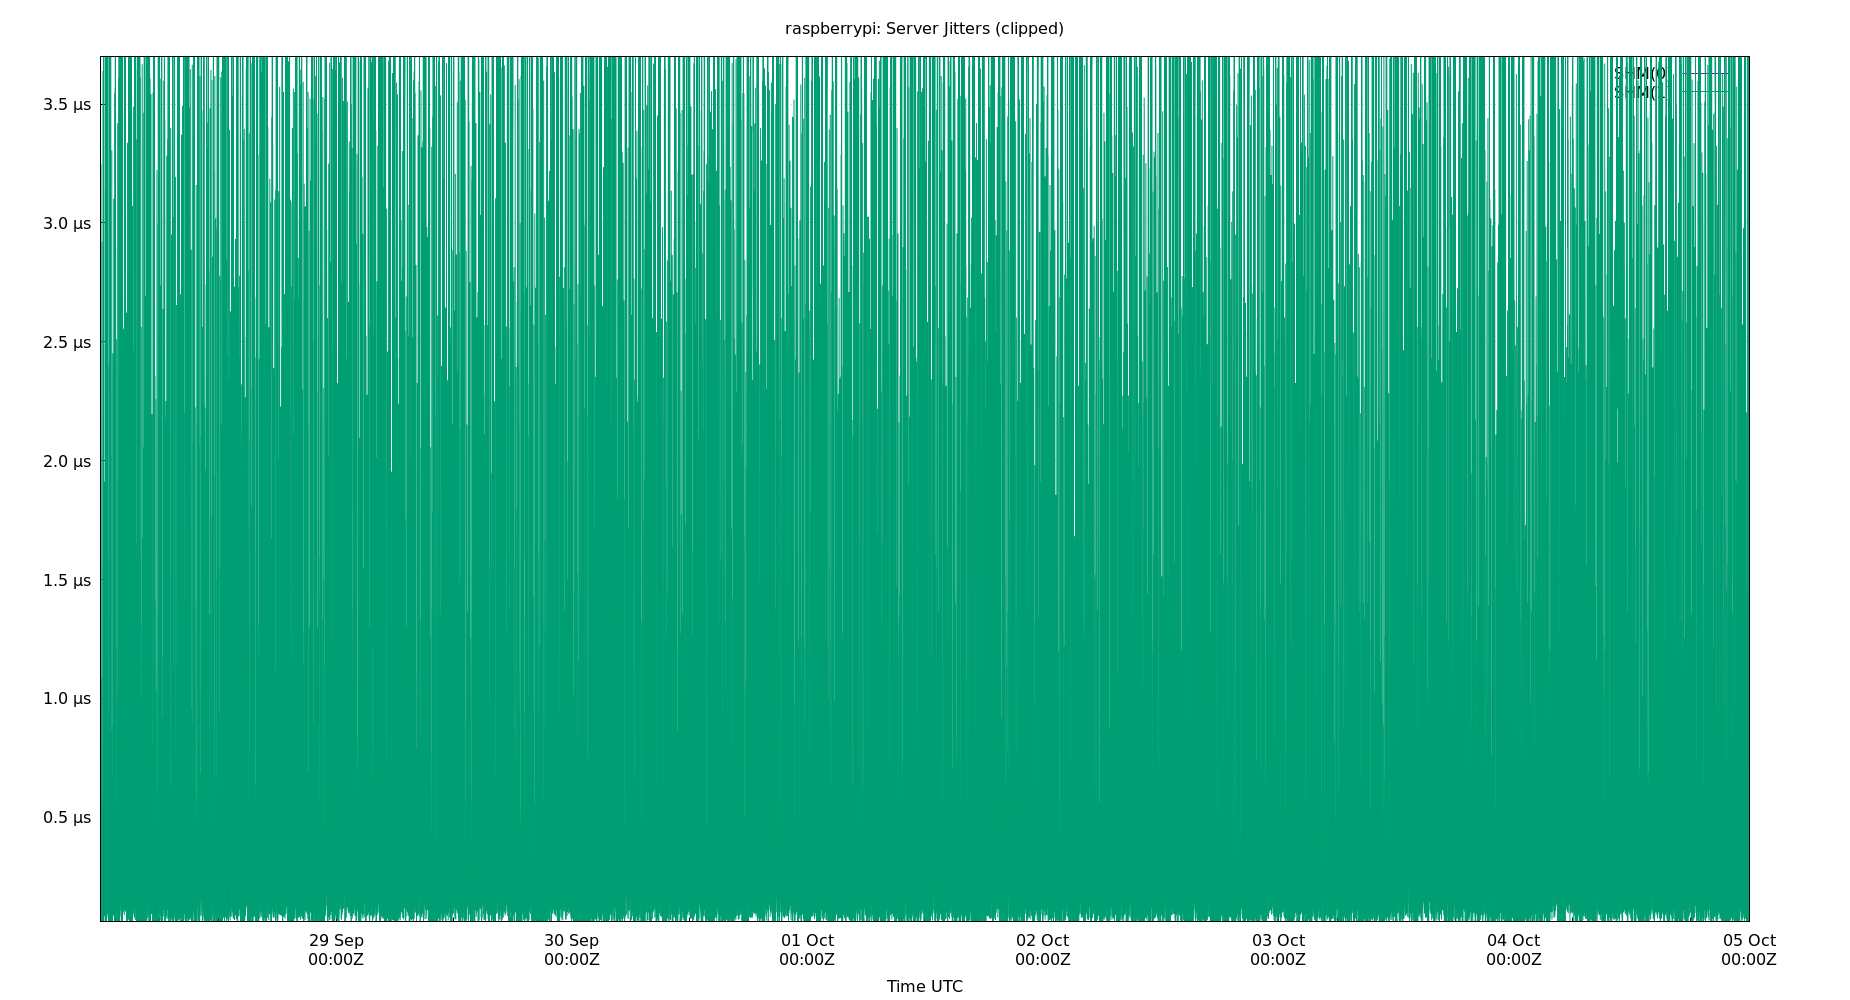 raspberrypi: Server Jitters (clipped)
3.5 µs
3.0 µs
2.5 µs
2.0 µs
1.5 µs
1.0 µs
0.5 µs
29 Sep 30 Sep 01 Oct 02 Oct 03 Oct 04 Oct 05 Oct
00:00Z 00:00Z 00:00Z 00:00Z 00:00Z 00:00Z 00:00Z
Time UTC